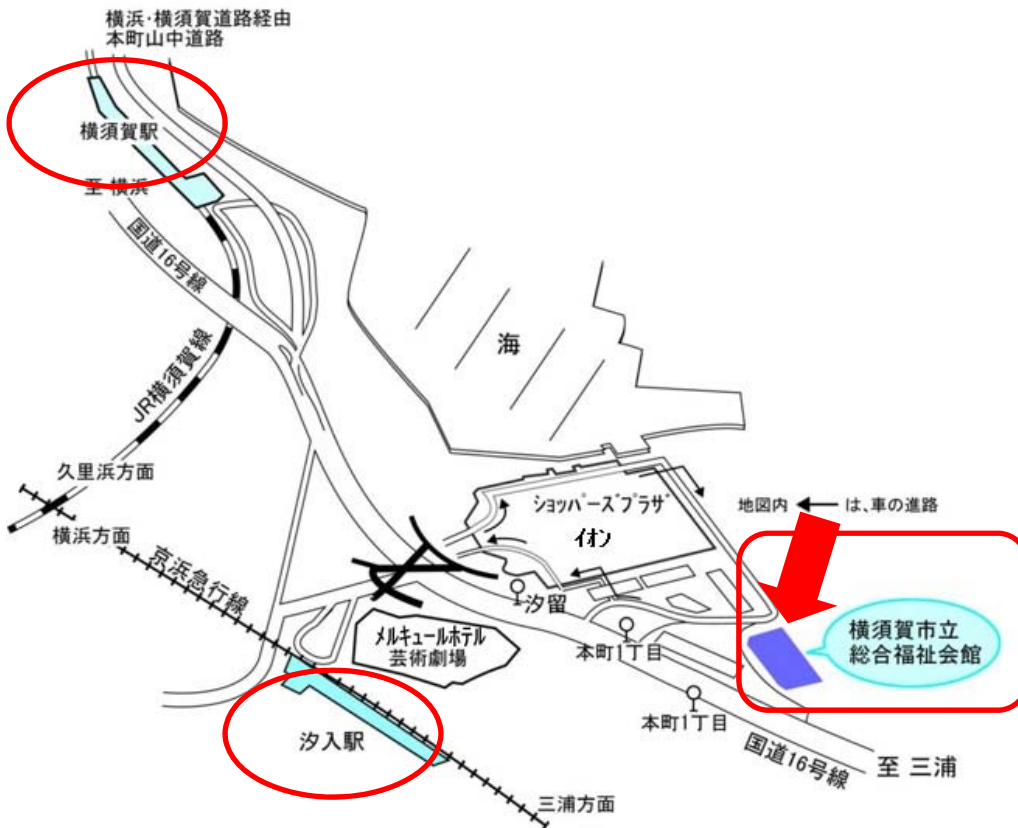 横浜・横須賀道路経由
本町山中道路
横須賀駅
至 横浜
国道16号線
JR横須賀線
海
久里浜方面
横浜方面
京浜急行線
ショッパーズプラザ
イオン
地図内 ← は、車の進路
汐留
メルキュールホテル
芸術劇場
本町1丁目
横須賀市立
総合福祉会館
本町1丁目
汐入駅
国道16号線
至 三浦
三浦方面